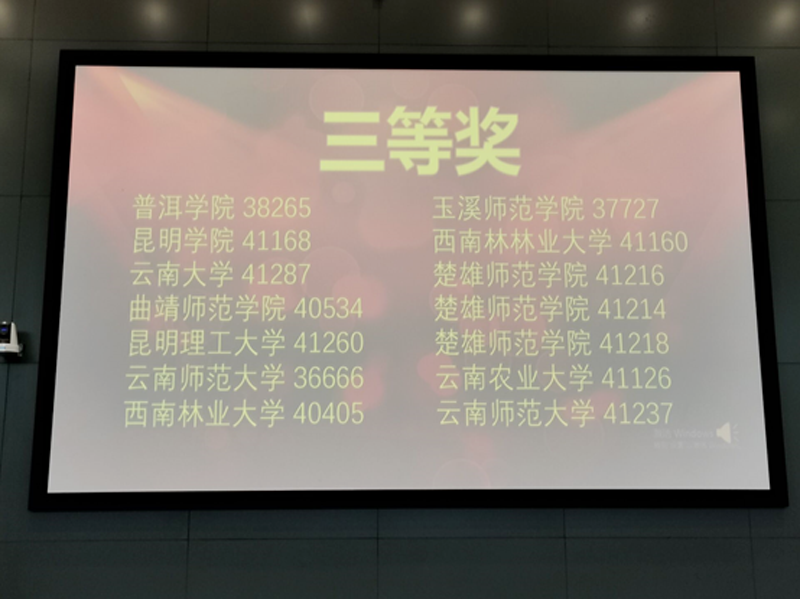 三等奖
普洱学院 38265
昆明学院 41168
云南大学 41287
曲靖师范学院 40534
昆明理工大学 41260
云南师范大学 36666
西南林业大学 40405
玉溪师范学院 37727
西南林林业大学 41160
楚雄师范学院 41216
楚雄师范学院 41214
楚雄师范学院 41218
云南农业大学 41126
云南师范大学 41237